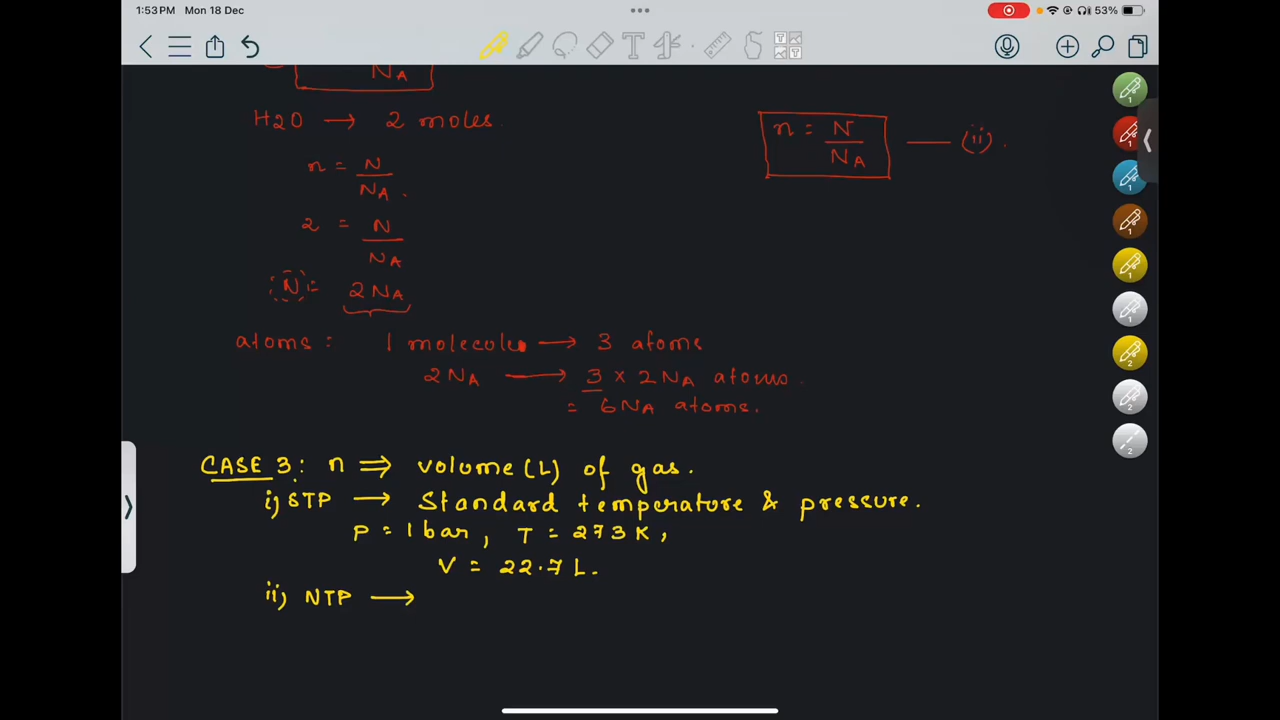 1:53PM Mon 18 Dec 53%
NA
H2O → 2 moles.
n = N/NA — (ii).
n = N/NA.
2 = N/NA
N = 2NA
atoms : 1 molecule → 3 atoms
2NA → 3 × 2NA atoms.
= 6NA atoms.
CASE 3: n ⇒ volume (L) of gas.
i) STP → Standard temperature & pressure.
P = 1 bar, T = 273 K,
V = 22.7 L.
ii) NTP →